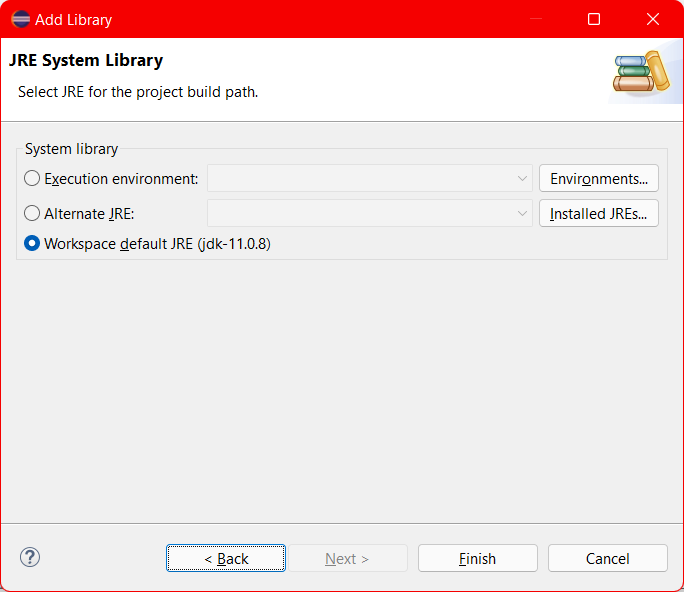 Add Library
JRE System Library
Select JRE for the project build path.
System library
Execution environment:
Environments...
Alternate JRE:
Installed JREs...
Workspace default JRE (jdk-11.0.8)
?
< Back
Next >
Finish
Cancel